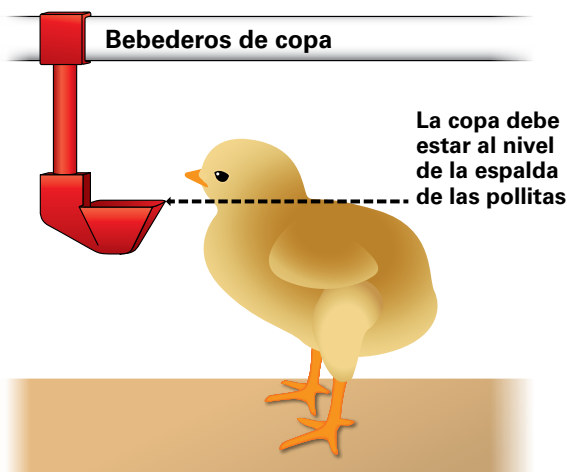 Bebederos de copa
La copa debe
estar al nivel
de la espalda
de las pollitas